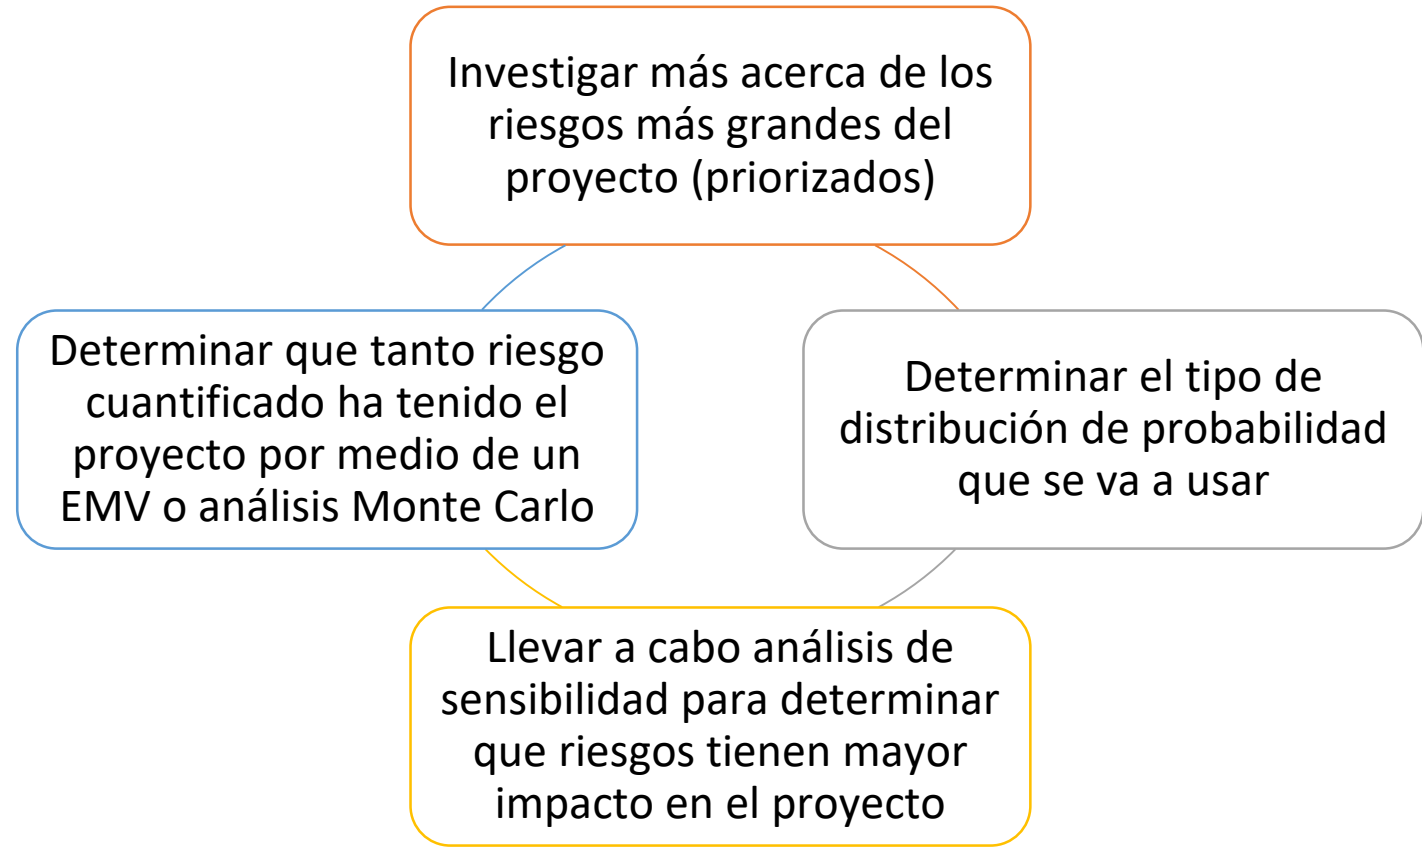 Investigar más acerca de los
riesgos más grandes del
proyecto (priorizados)
Determinar el tipo de
distribución de probabilidad
que se va a usar
Llevar a cabo análisis de
sensibilidad para determinar
que riesgos tienen mayor
impacto en el proyecto
Determinar que tanto riesgo
cuantificado ha tenido el
proyecto por medio de un
EMV o análisis Monte Carlo